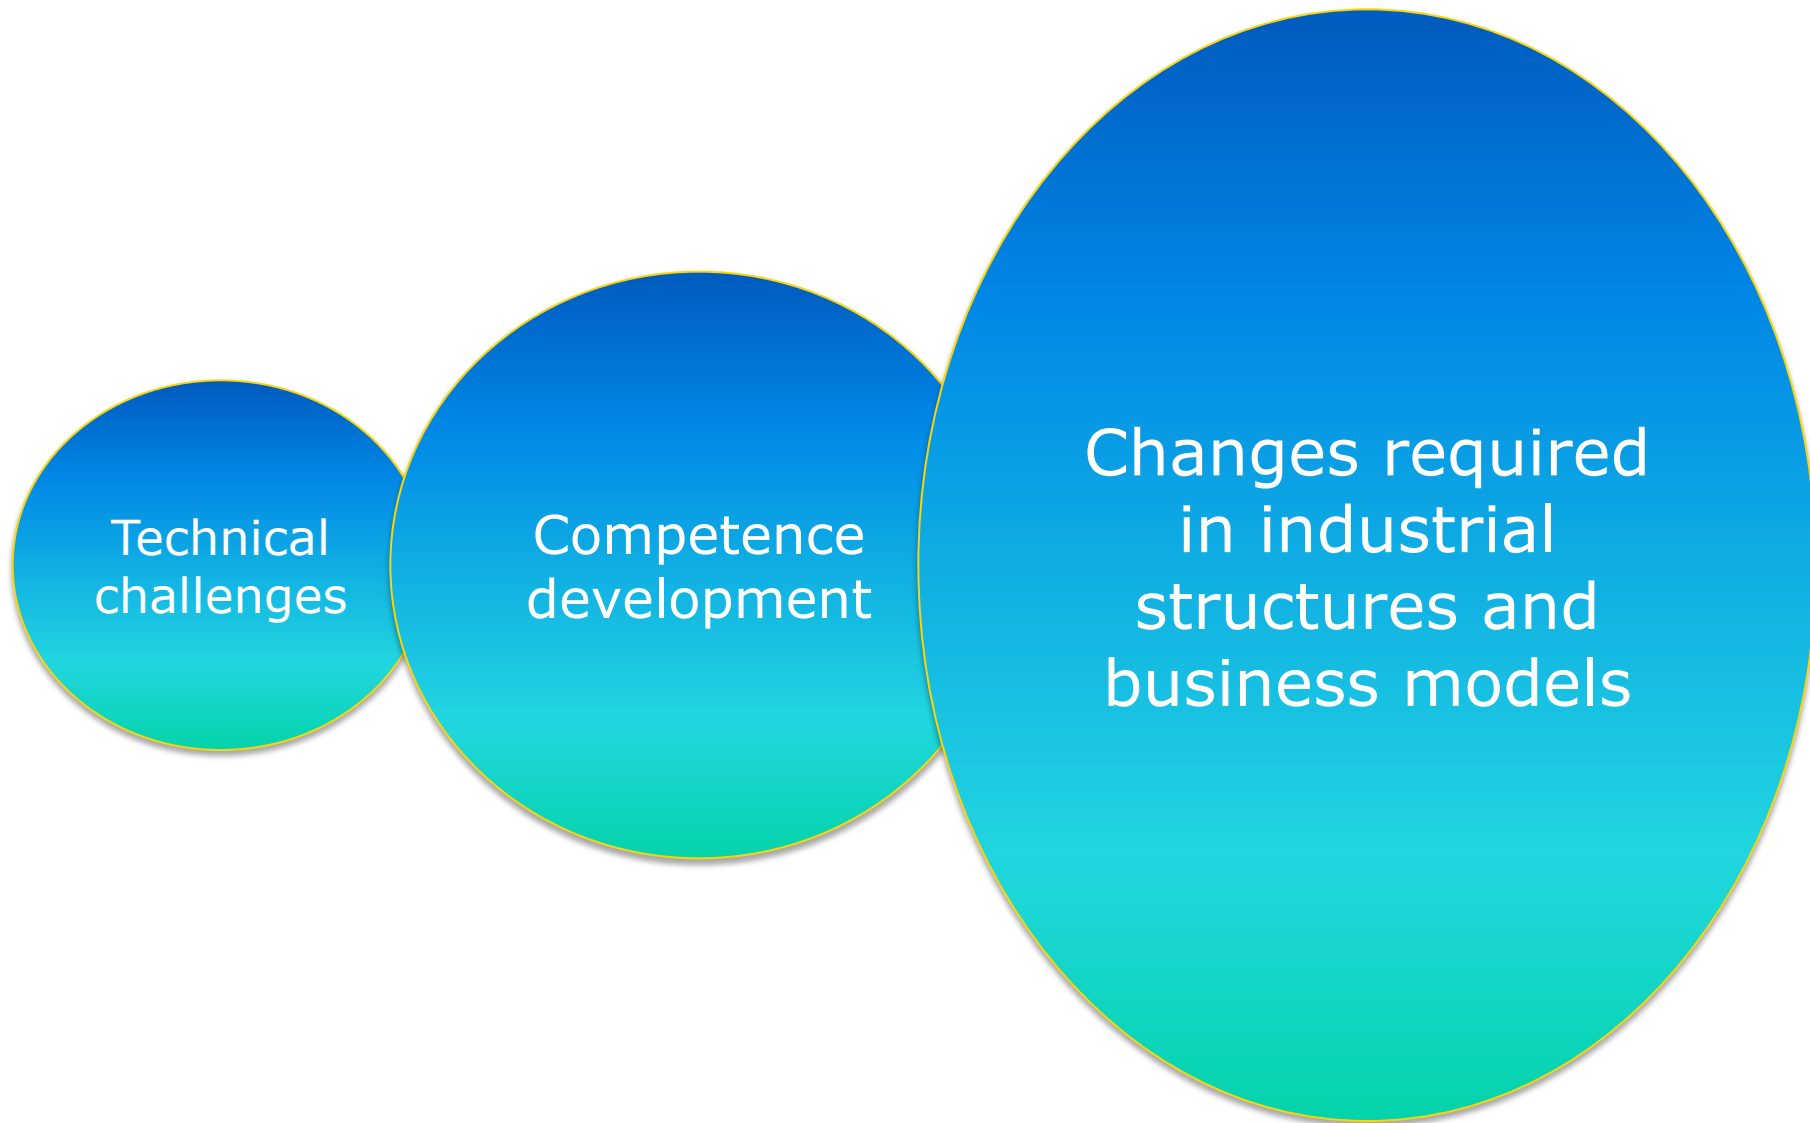 Technical
challenges
Competence
development
Changes required
in industrial
structures and
business models